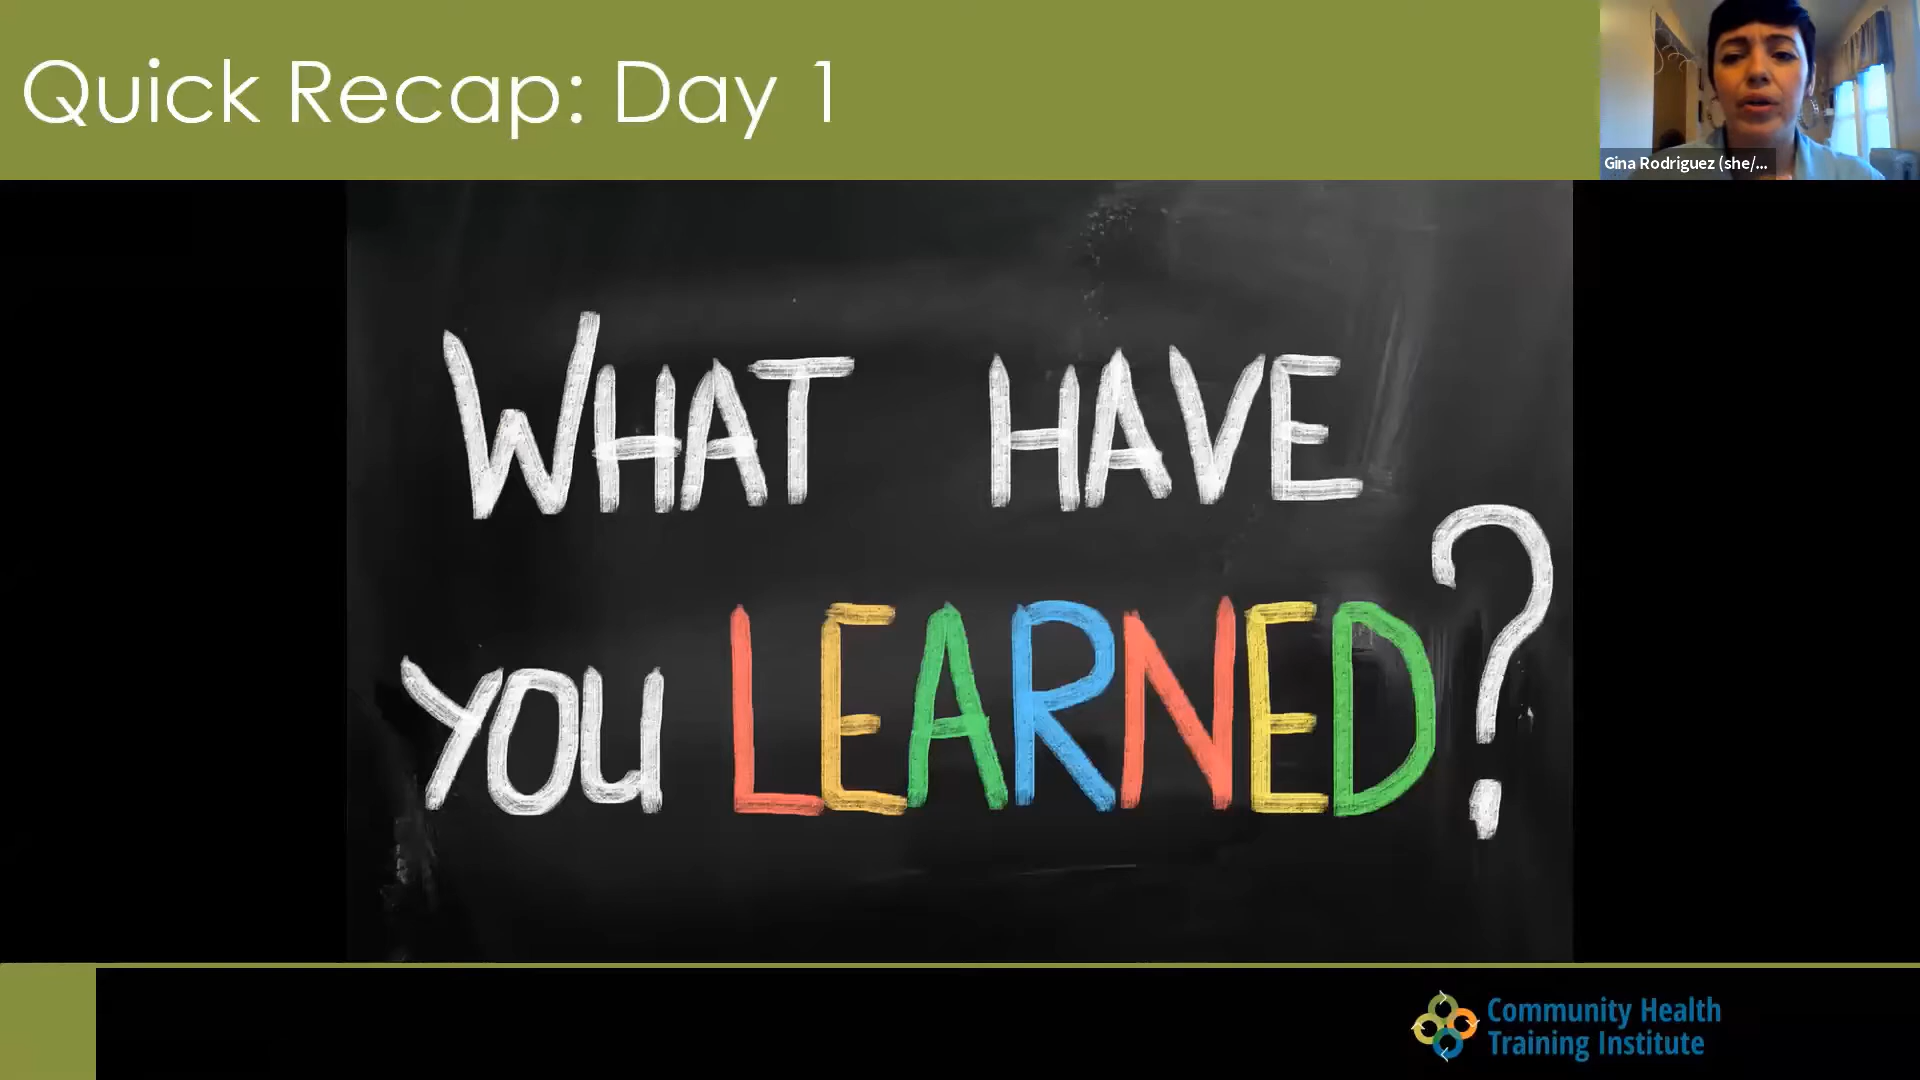 Quick Recap: Day 1
Gina Rodriguez (she/...
WHAT HAVE
YOU LEARNED?
Community Health
Training Institute